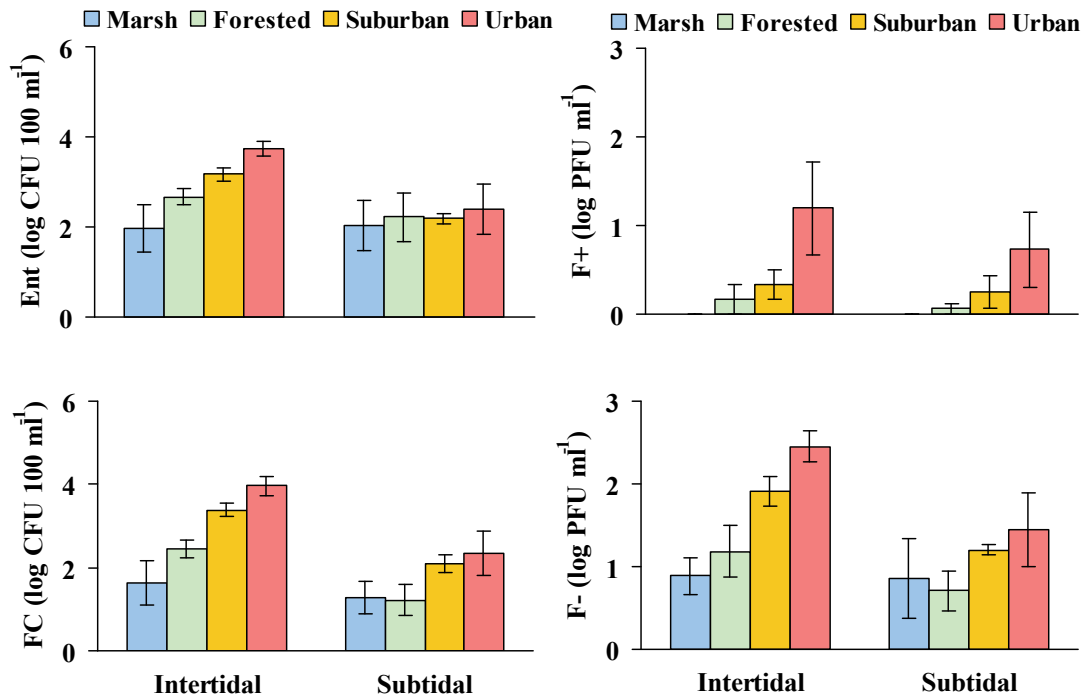 Marsh Forested Suburban Urban
Ent (log CFU 100 ml-1)
6
4
2
0
Marsh Forested Suburban Urban
F+ (log PFU ml-1)
3
2
1
0
FC (log CFU 100 ml-1)
6
4
2
0
Intertidal Subtidal
F- (log PFU ml-1)
3
2
1
0
Intertidal Subtidal